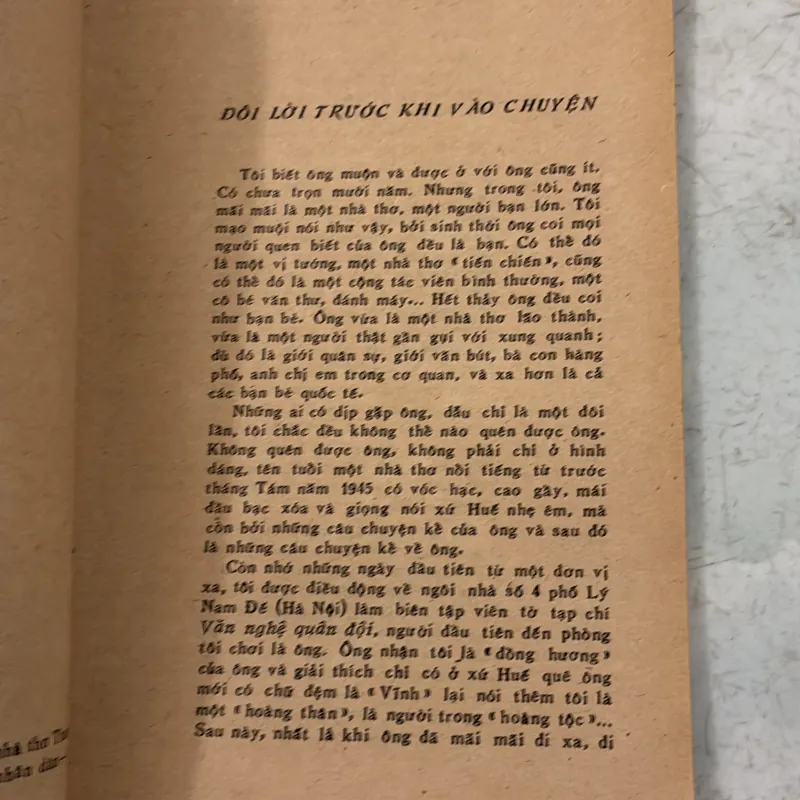 ĐÔI LỜI TRƯỚC KHI VÀO CHUYỆN
Tôi biết ông muộn và được ở với ông cũng ít.
Có chưa trọn mười năm. Nhưng trong tôi, ông
mãi mãi là một nhà thơ, một người bạn lớn. Tôi
mạo muội nói như vậy, bởi sinh thời ông coi mọi
người quen biết của ông đều là bạn. Có thể đó
là một vị tướng, một nhà thơ « tiền chiến », cũng
có thể đó là một cộng tác viên bình thường, một
cô bé văn thư, đánh máy... Hết thảy ông đều coi
như bạn bè. Ông vừa là một nhà thơ lão thành,
vừa là một người thật gần gụi với xung quanh ;
dù đó là giới quân sự, giới văn bút, bà con hàng
phố, anh chị em trong cơ quan, và xa hơn là cả
các bạn bè quốc tế.
Những ai có dịp gặp ông, dẫu chỉ là một đôi
lần, tôi chắc đều không thể nào quên được ông.
Không quên được ông, không phải chỉ ở hình
dáng, tên tuổi một nhà thơ nổi tiếng từ trước
tháng Tám năm 1945 có vóc hạc, cao gầy, mái
đầu bạc xóa và giọng nói xứ Huế nhẹ êm, mà
còn bởi những câu chuyện kể của ông và sau đó
là những câu chuyện kể về ông.
Còn nhớ những ngày đầu tiên từ một đơn vị
xa, tôi được điều động về ngôi nhà số 4 phố Lý
Nam Đế (Hà Nội) làm biên tập viên tờ tạp chí
Văn nghệ quân đội, người đầu tiên đến phòng
tôi chơi là ông. Ông nhận tôi là « đồng hương »
của ông và giải thích chỉ có ở xứ Huế quê ông
mới có chữ đệm là « Vĩnh » lại nói thêm tôi là
một « hoàng thân », là người trong « hoàng tộc »...
Sau này, nhất là khi ông đã mãi mãi đi xa, đi
nhà thơ